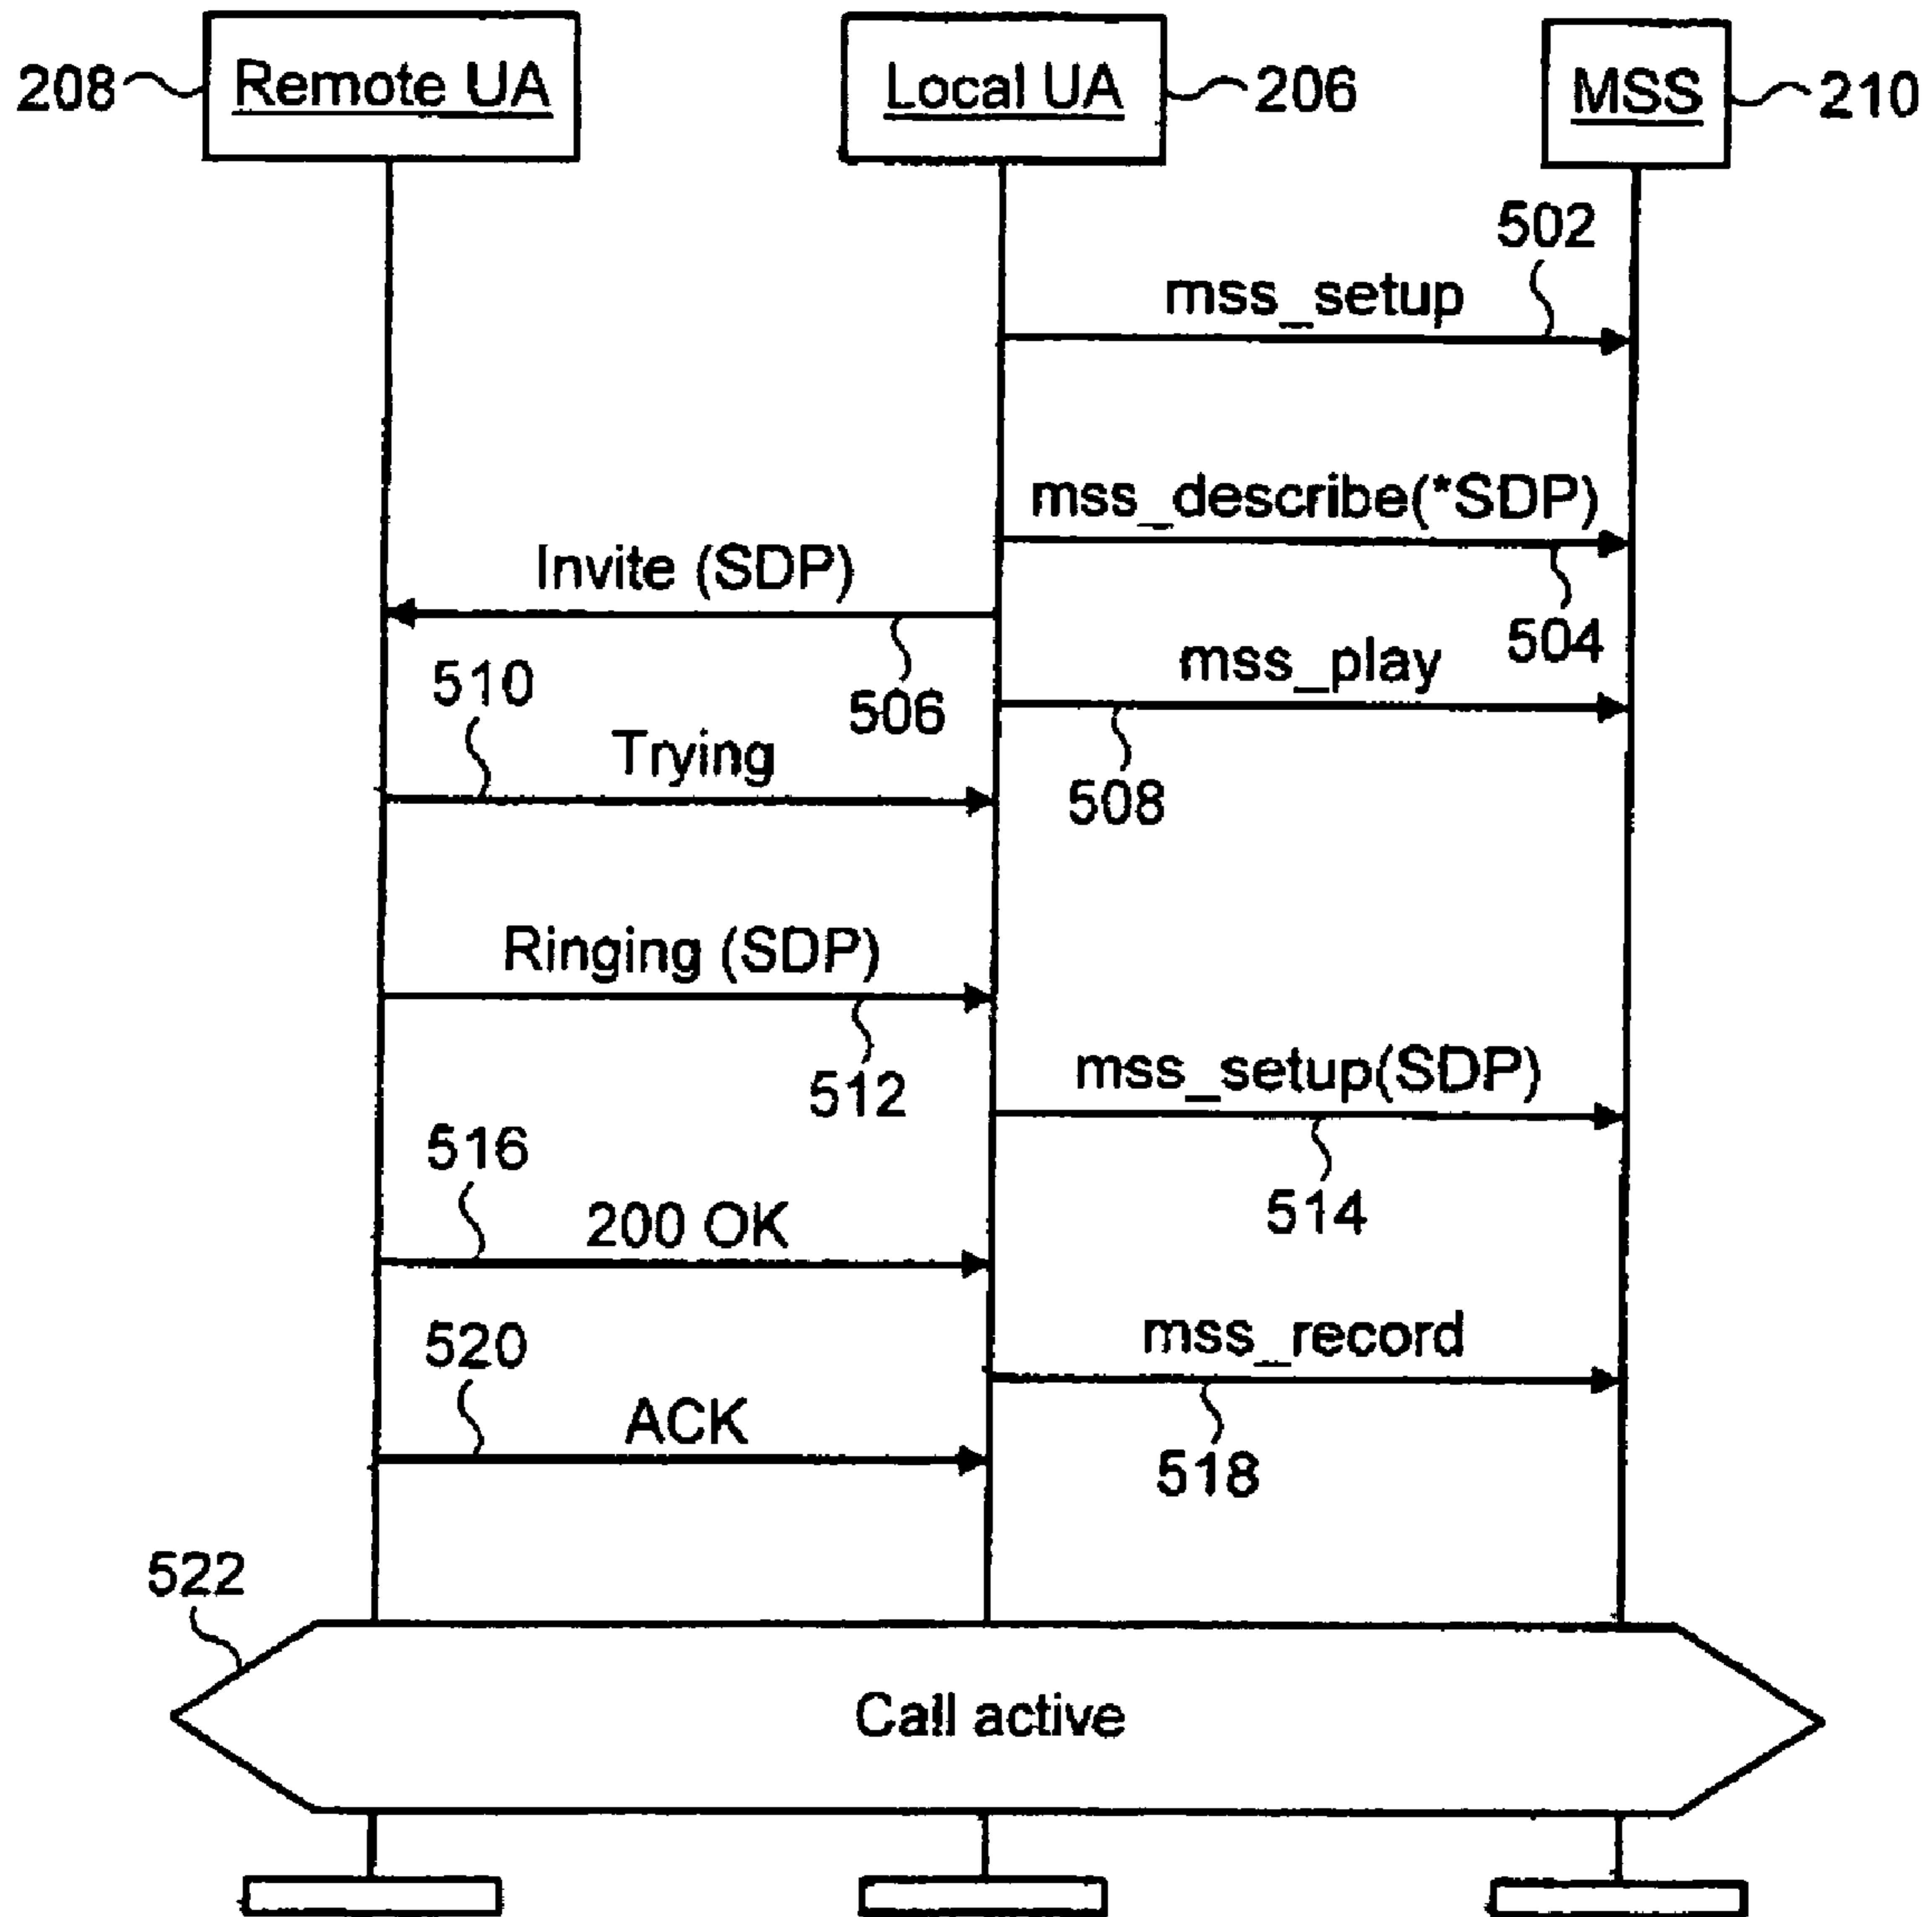 208 Remote UA Local UA 206 MSS 210
502
mss_setup
mss_describe(*SDP)
504
Invite (SDP)
506
mss_play
508
510
Trying
Ringing (SDP)
512
mss_setup(SDP)
514
516
200 OK
mss_record
518
520
ACK
522
Call active